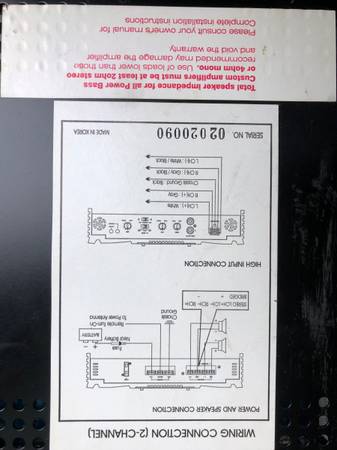 WIRING CONNECTION (2-CHANNEL)
POWER AND SPEAKER CONNECTION
BATTERY
Fuse
Near Battery
Remote Turn-On
To Power Antenna
Chassis
Ground
BRIDGED
HIGH INPUT CONNECTION
L CH(+) : White
R CH(+) : Gray
Chassis Ground : Black
R CH(-) : Gray / Black
L CH(-) : White / Black
SERIAL NO. 02 020090 MADE IN KOREA
Total speaker impedance for all Power Bass
Custom amplifiers must be at least 2ohm stereo
or 4ohm mono. Use of loads lower than those
recommended may damage the amplifier
and void the warranty
Please consult your owner's manual for
Complete installation instructions